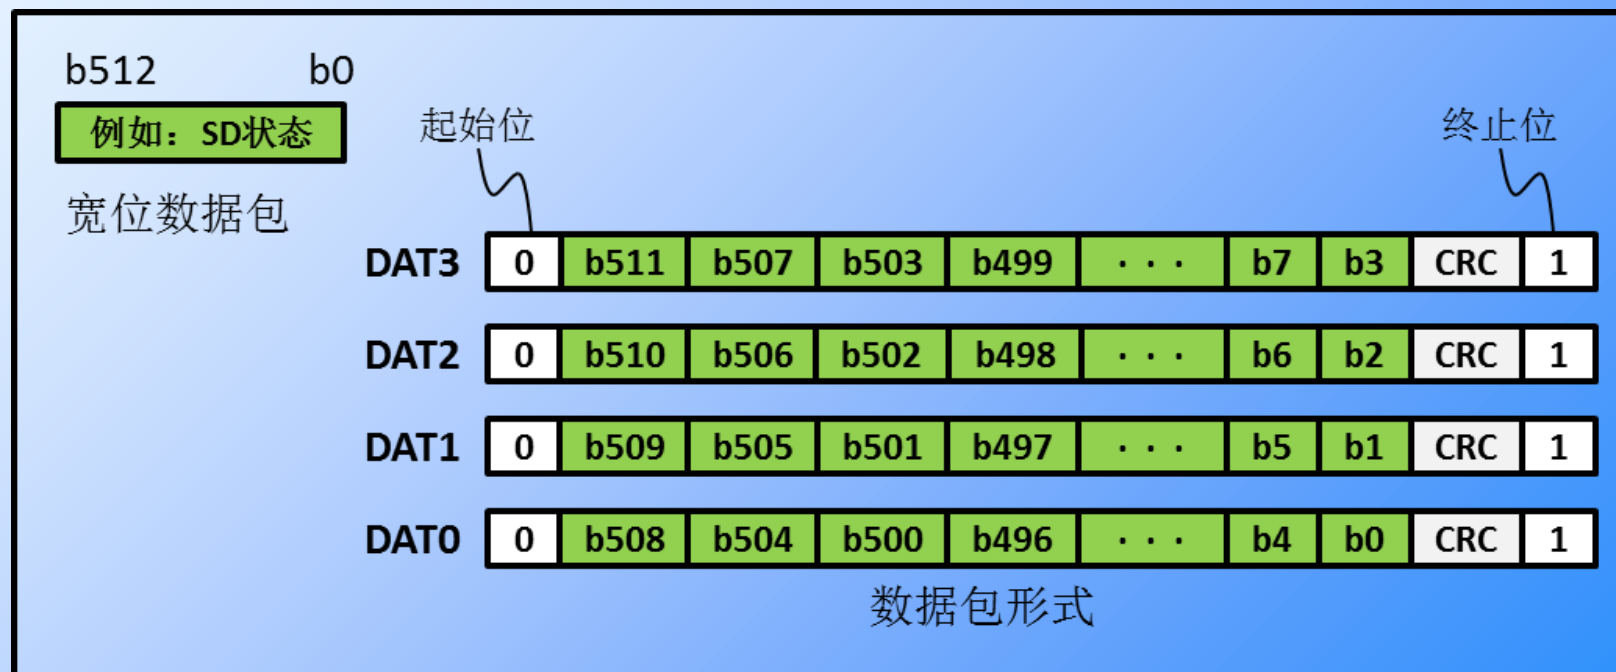 b512 b0
例如：SD状态
起始位
终止位
宽位数据包
DAT3 0 b511 b507 b503 b499 · · · b7 b3 CRC 1
DAT2 0 b510 b506 b502 b498 · · · b6 b2 CRC 1
DAT1 0 b509 b505 b501 b497 · · · b5 b1 CRC 1
DAT0 0 b508 b504 b500 b496 · · · b4 b0 CRC 1
数据包形式